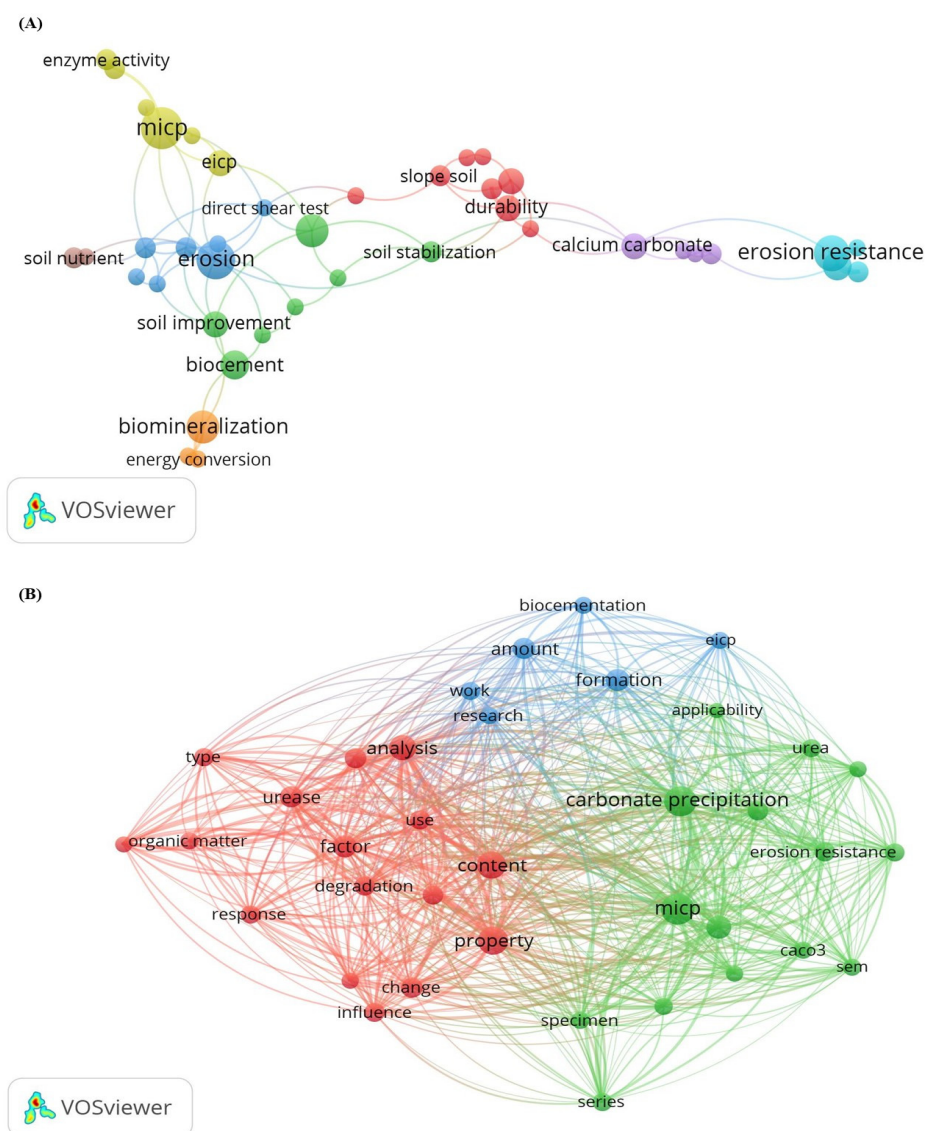 (A)
enzyme activity
micp
eicp
slope soil
direct shear test
durability
soil nutrient
erosion
soil stabilization
calcium carbonate
erosion resistance
soil improvement
biocement
biomineralization
energy conversion
VOSviewer
(B)
biocementation
eicp
amount
formation
work
research
applicability
type
analysis
urea
urease
carbonate precipitation
use
organic matter
factor
erosion resistance
content
degradation
response
micp
property
caco3
sem
change
influence
specimen
series
VOSviewer